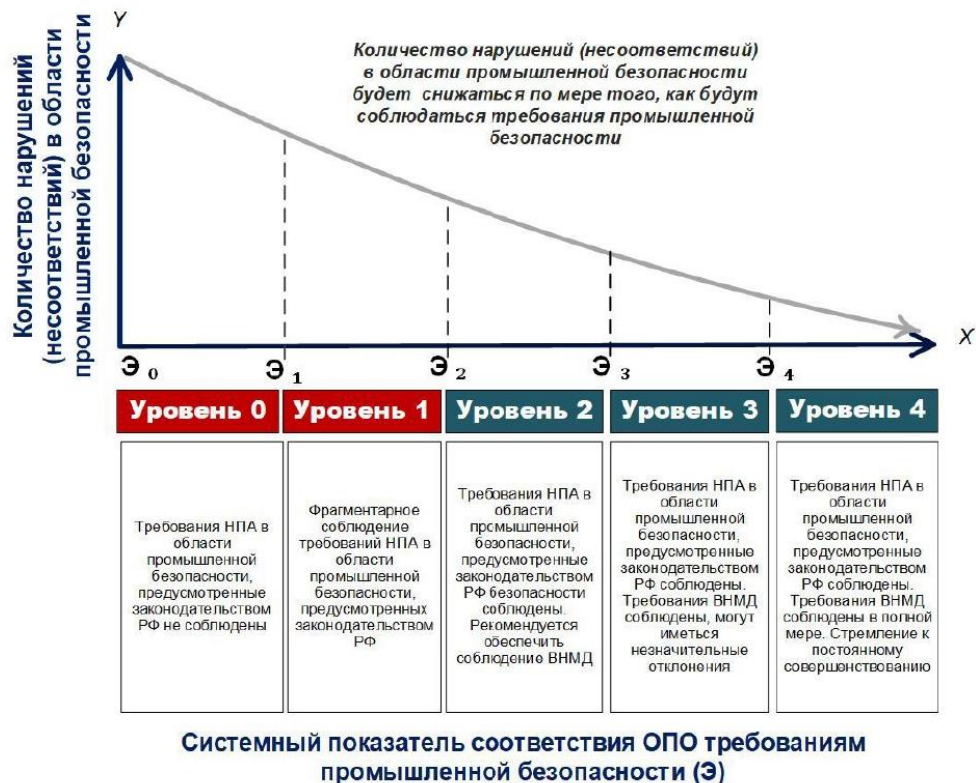 Y
Количество нарушений
(несоответствий) в области
промышленной безопасности
Количество нарушений (несоответствий)
в области промышленной безопасности
будет снижаться по мере того, как будут
соблюдаться требования промышленной
безопасности
X
Э 0
Э 1
Э 2
Э 3
Э 4
Уровень 0
Уровень 1
Уровень 2
Уровень 3
Уровень 4
Требования НПА в
области
промышленной
безопасности,
предусмотренные
законодательством
РФ не соблюдены
Фрагментарное
соблюдение
требований НПА в
области
промышленной
безопасности,
предусмотренных
законодательством
РФ
Требования НПА в
области
промышленной
безопасности,
предусмотренные
законодательством
РФ безопасности
соблюдены.
Рекомендуется
обеспечить
соблюдение ВНМД
Требования НПА в
области
промышленной
безопасности,
предусмотренные
законодательством
РФ соблюдены.
Требования ВНМД
соблюдены, могут
иметься
незначительные
отклонения
Требования НПА в
области
промышленной
безопасности,
предусмотренные
законодательством
РФ соблюдены.
Требования ВНМД
соблюдены в полной
мере. Стремление к
постоянному
совершенствованию
Системный показатель соответствия ОПО требованиям
промышленной безопасности (Э)